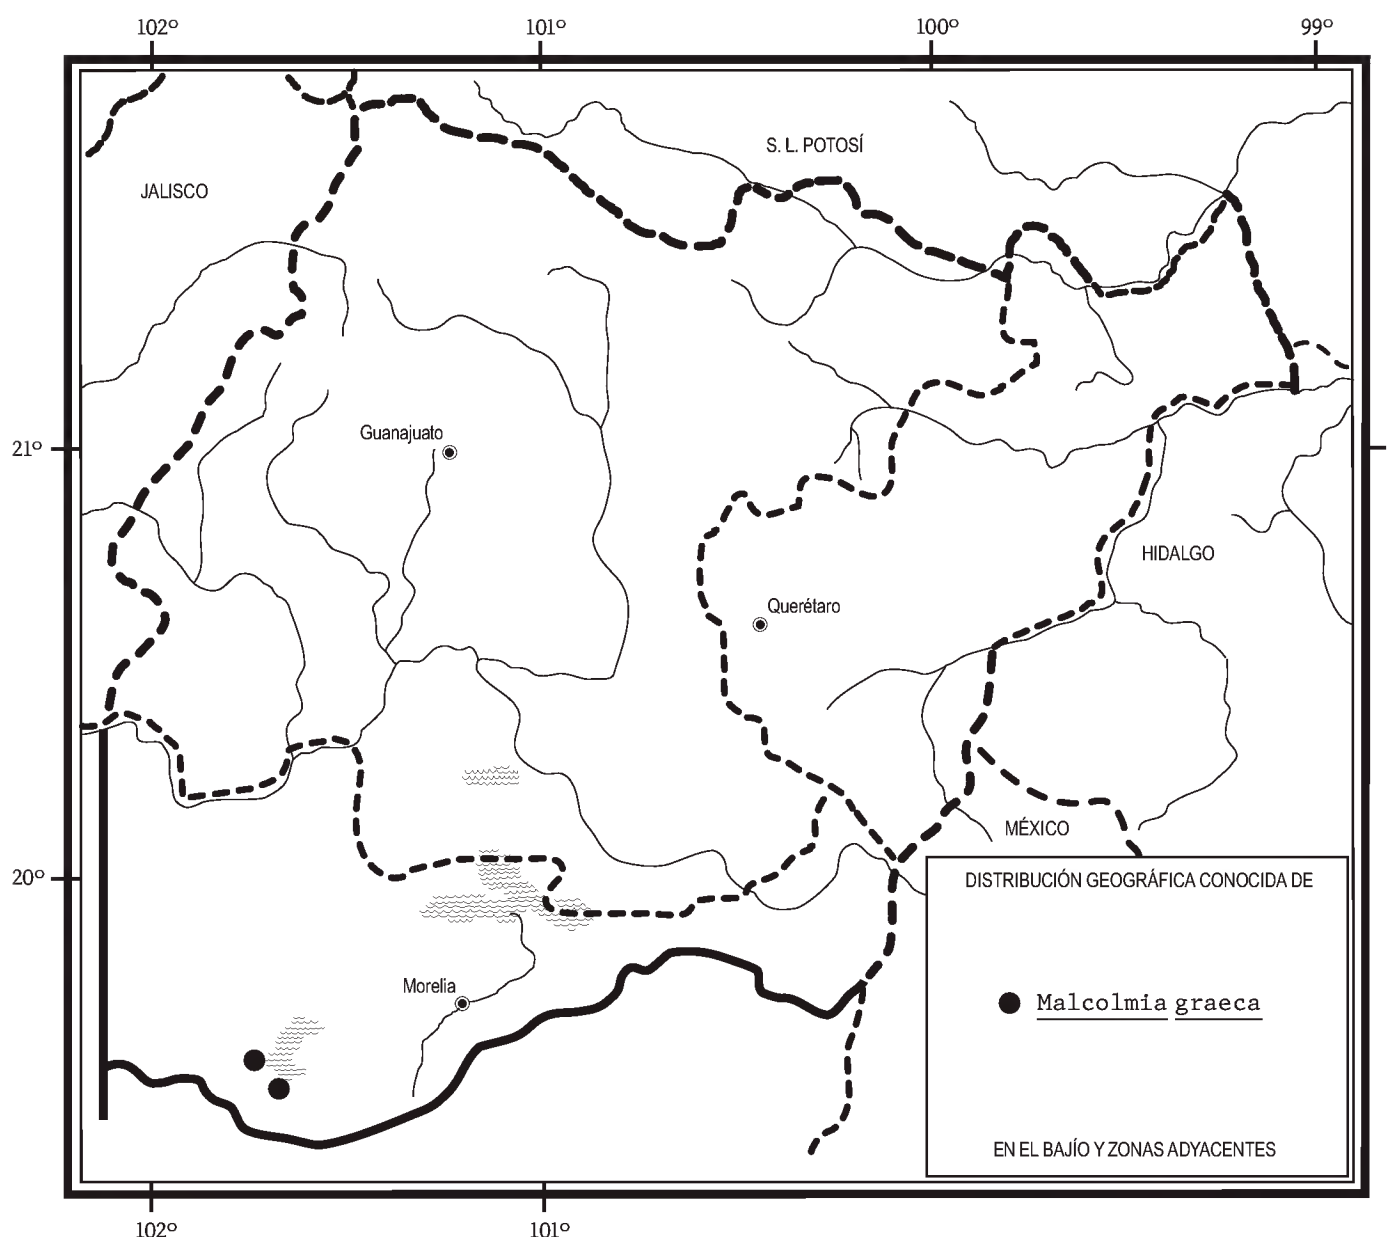 102º 101º 100º 99º
S. L. POTOSÍ
JALISCO
Guanajuato
21º
HIDALGO
Querétaro
MÉXICO
20º
DISTRIBUCIÓN GEOGRÁFICA CONOCIDA DE
Morelia
Malcolmia graeca
EN EL BAJÍO Y ZONAS ADYACENTES
102º 101º